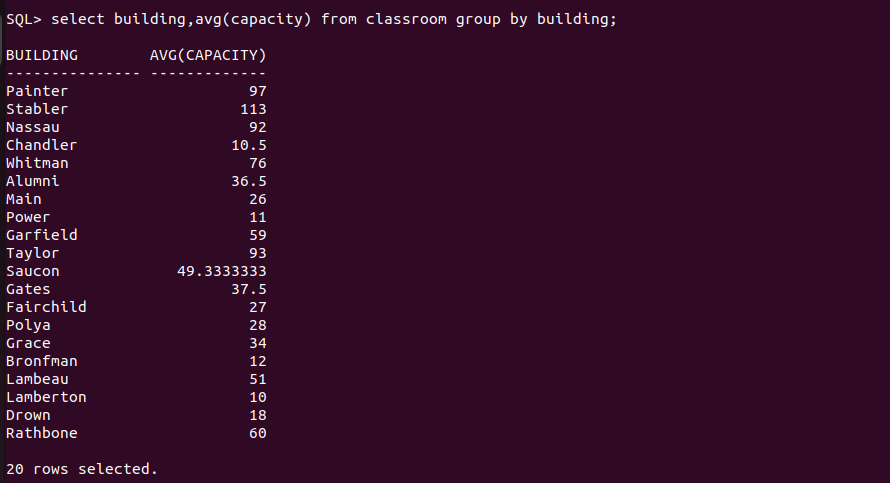 SQL> select building,avg(capacity) from classroom group by building;
BUILDING        AVG(CAPACITY)
--------------- -------------
Painter                    97
Stabler                   113
Nassau                     92
Chandler                 10.5
Whitman                    76
Alumni                   36.5
Main                       26
Power                      11
Garfield                   59
Taylor                     93
Saucon             49.3333333
Gates                    37.5
Fairchild                  27
Polya                      28
Grace                      34
Bronfman                   12
Lambeau                    51
Lamberton                  10
Drown                      18
Rathbone                   60
20 rows selected.